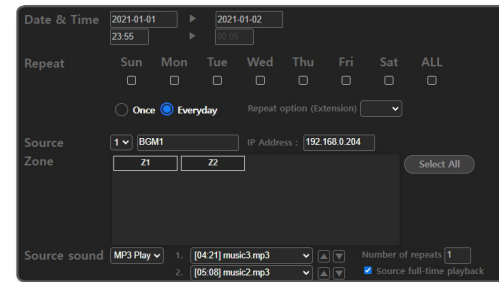 Date & Time 2021-01-01 ▶ 2021-01-02
23:55 ▶ 00:05
Repeat Sun Mon Tue Wed Thu Fri Sat ALL
Once Everyday Repeat option (Extension)
Source 1 BGM1 IP Address : 192.168.0.204
Zone Z1 Z2 Select All
Source sound MP3 Play 1. [04:21] music3.mp3 ▲ ▼ Number of repeats 1
2. [05:08] music2.mp3 ▲ ▼ Source full-time playback